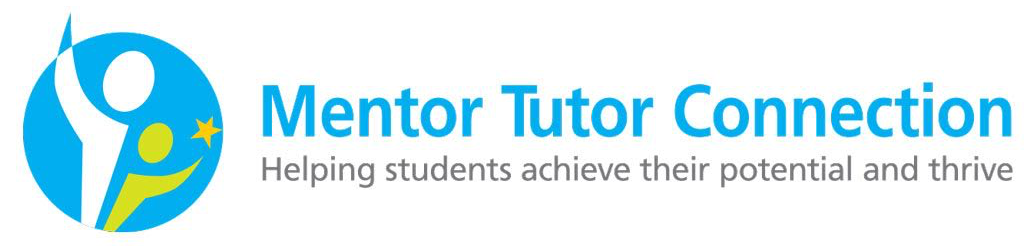 Mentor Tutor Connection
Helping students achieve their potential and thrive